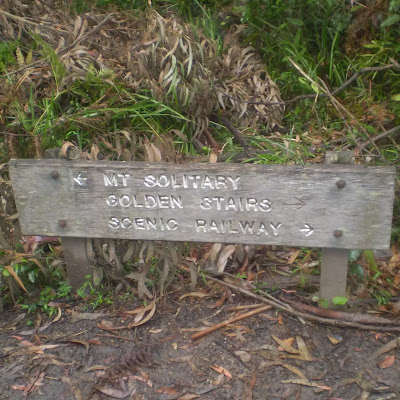 ← MT SOLITARY
GOLDEN STAIRS →
SCENIC RAILWAY →